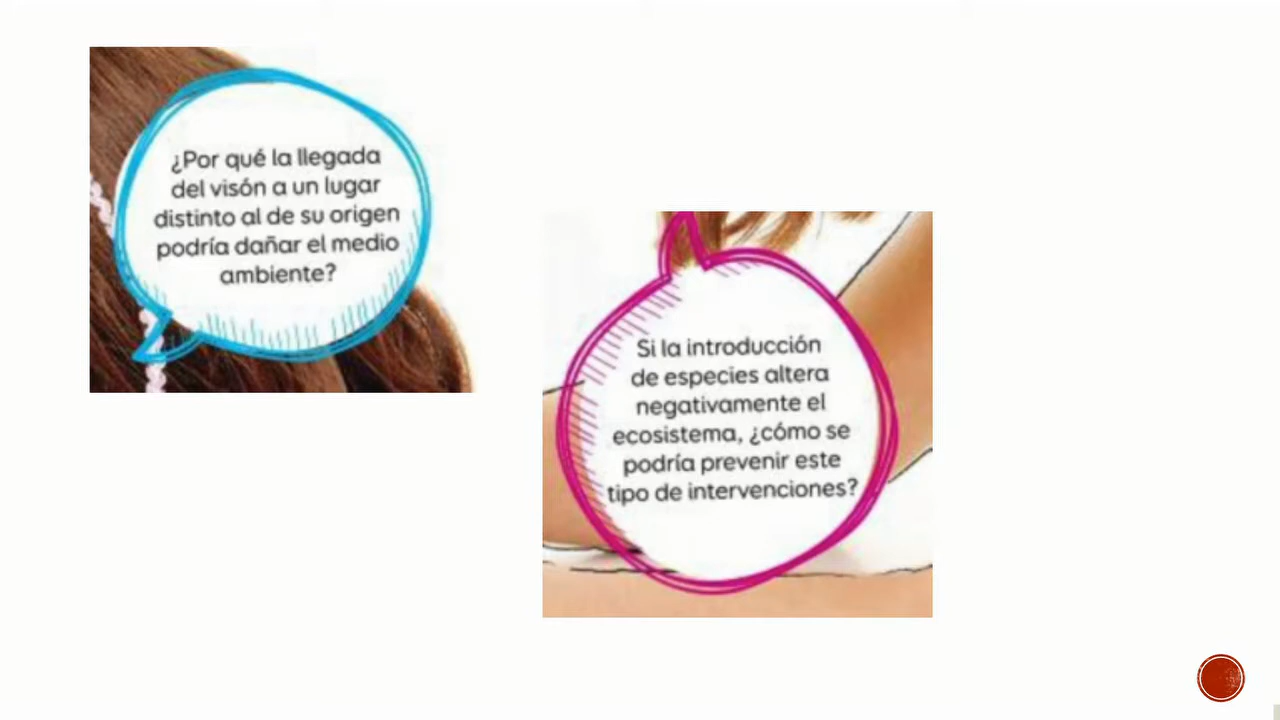 ¿Por qué la llegada
del visón a un lugar
distinto al de su origen
podría dañar el medio
ambiente?
Si la introducción
de especies altera
negativamente el
ecosistema, ¿cómo se
podría prevenir este
tipo de intervenciones?